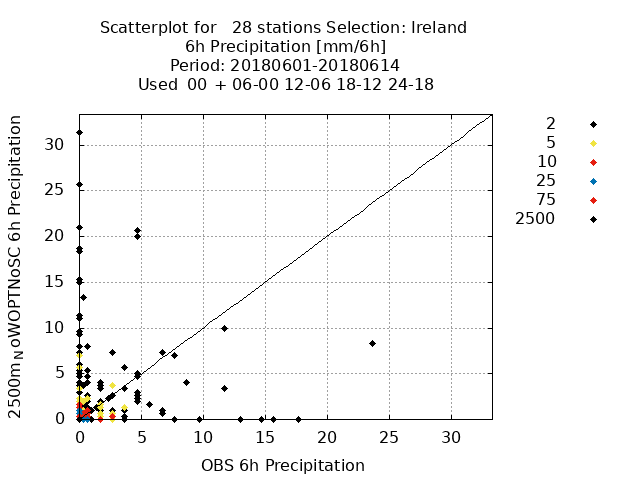 Scatterplot for   28 stations Selection: Ireland
6h Precipitation [mm/6h]
Period: 20180601-20180614
Used  00 + 06-00 12-06 18-12 24-18
2500mNoWOPTNoSC 6h Precipitation
30
25
20
15
10
5
0
0 5 10 15 20 25 30
OBS 6h Precipitation
2
5
10
25
75
2500